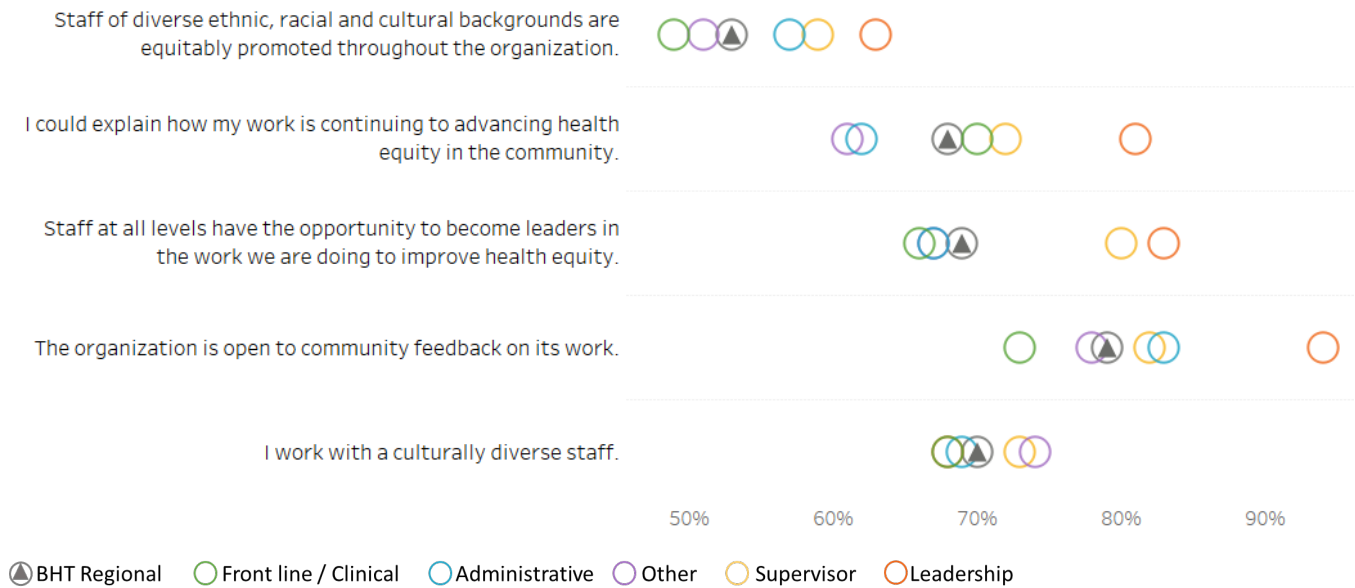 Staff of diverse ethnic, racial and cultural backgrounds are
equitably promoted throughout the organization.
I could explain how my work is continuing to advancing health
equity in the community.
Staff at all levels have the opportunity to become leaders in
the work we are doing to improve health equity.
The organization is open to community feedback on its work.
I work with a culturally diverse staff.
50% 60% 70% 80% 90%
BHT Regional Front line / Clinical Administrative Other Supervisor Leadership